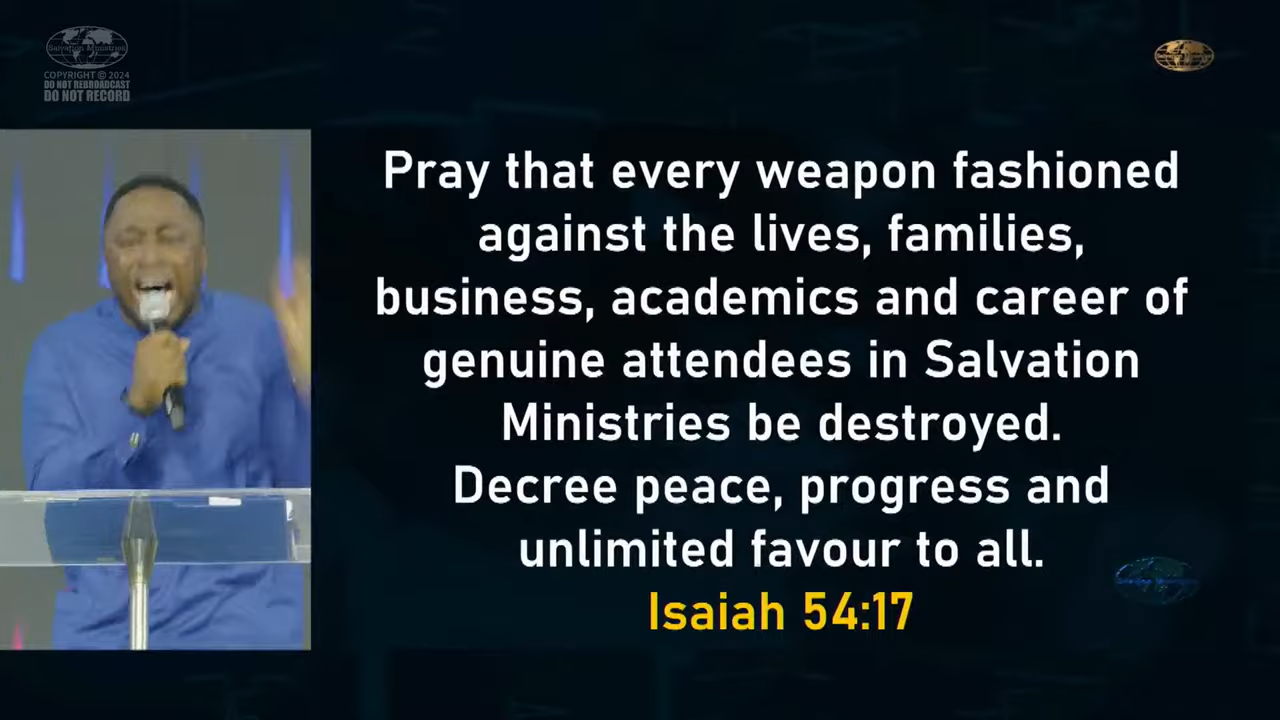 Salvation Ministries
COPYRIGHT © 2024
DO NOT REBROADCAST
DO NOT RECORD
Pray that every weapon fashioned
against the lives, families,
business, academics and career of
genuine attendees in Salvation
Ministries be destroyed.
Decree peace, progress and
unlimited favour to all.
Isaiah 54:17